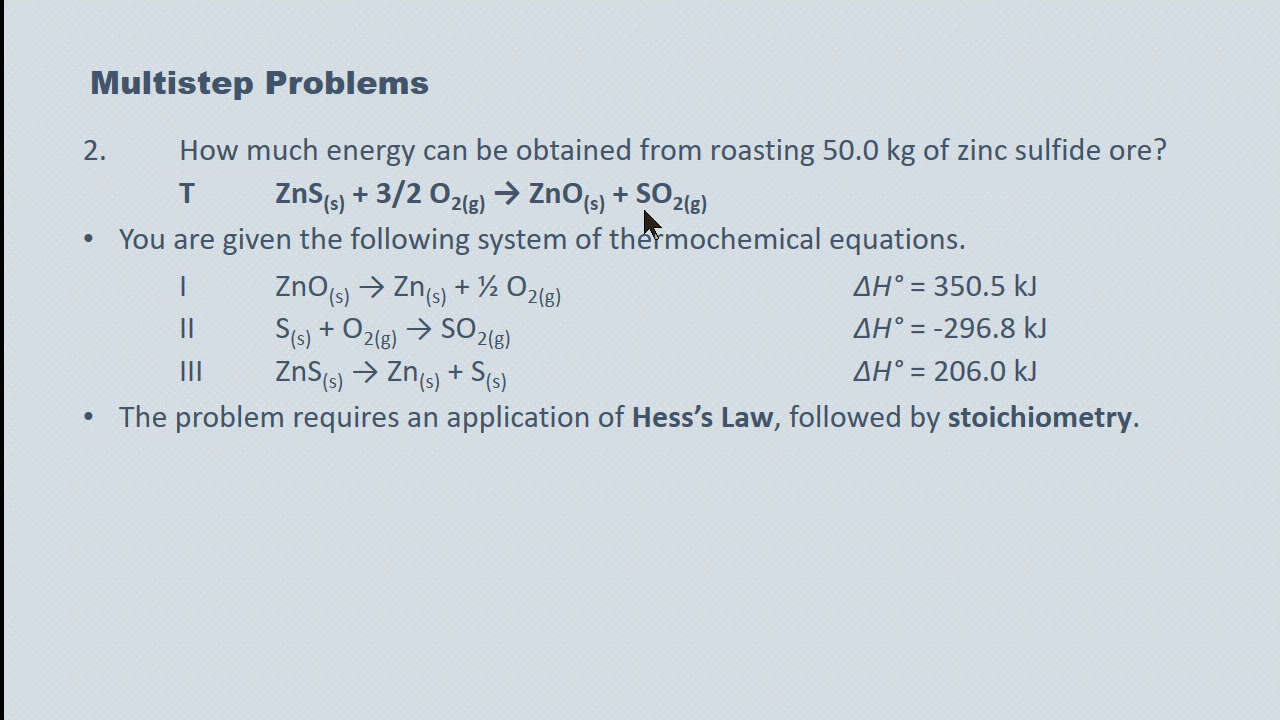 Multistep Problems
2. How much energy can be obtained from roasting 50.0 kg of zinc sulfide ore?
T ZnS(s) + 3/2 O2(g) → ZnO(s) + SO2(g)
• You are given the following system of thermochemical equations.
I ZnO(s) → Zn(s) + ½ O2(g) ΔH° = 350.5 kJ
II S(s) + O2(g) → SO2(g) ΔH° = -296.8 kJ
III ZnS(s) → Zn(s) + S(s) ΔH° = 206.0 kJ
• The problem requires an application of Hess’s Law, followed by stoichiometry.